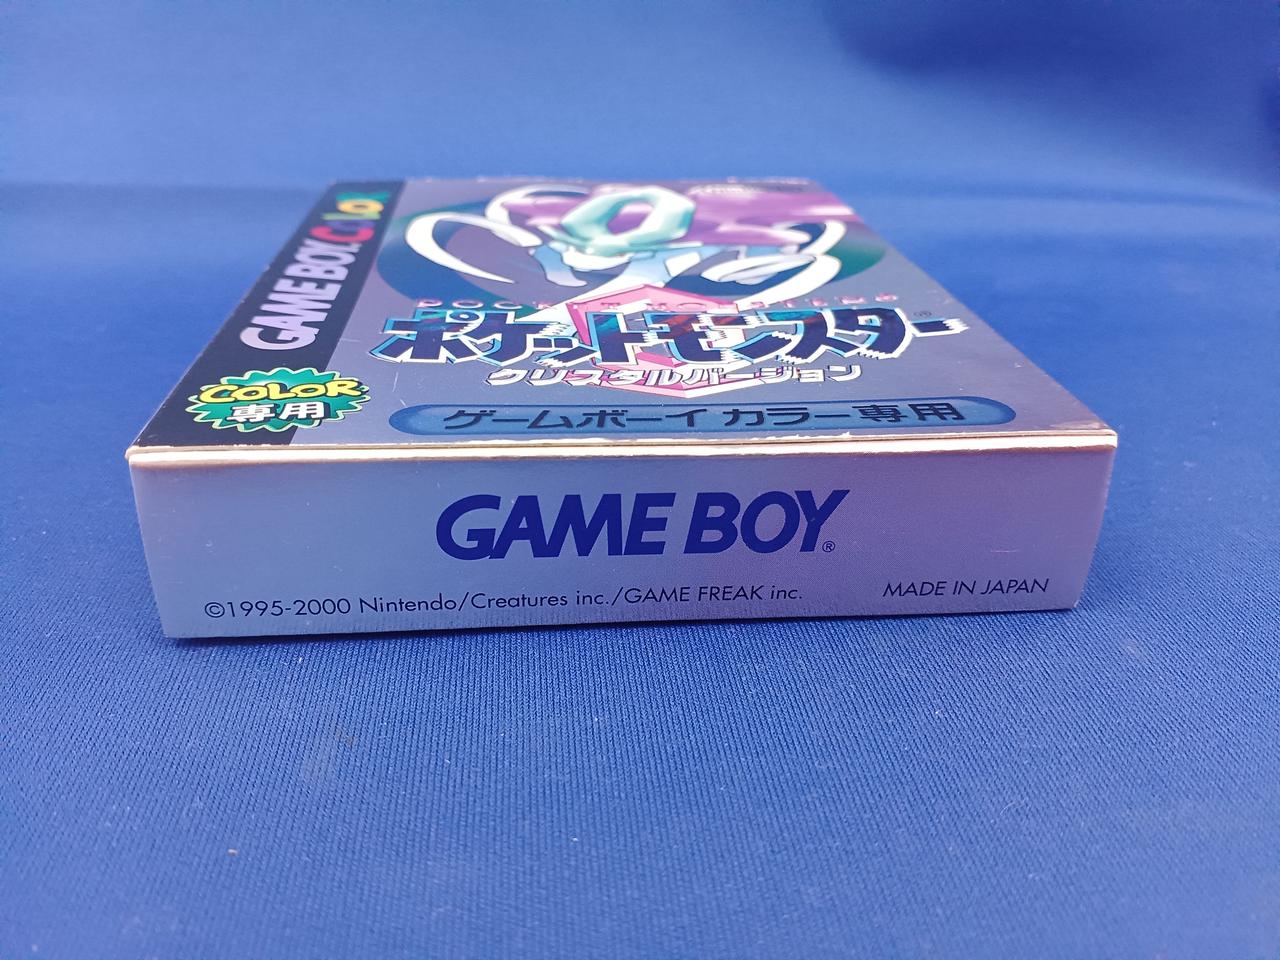 GAME BOY COLOR
POCKET MONSTERS
ポケットモンスター®
クリスタルバージョン
COLOR
専用
ゲームボーイ カラー専用
GAME BOY®
©1995-2000 Nintendo/Creatures inc./GAME FREAK inc.
MADE IN JAPAN